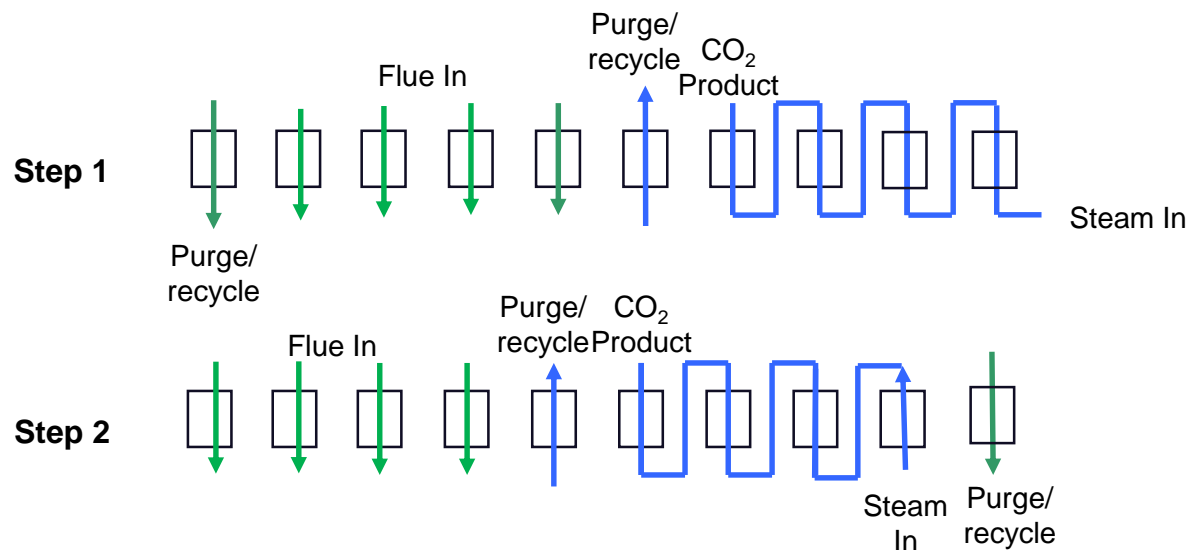 Purge/
recycle
CO₂
Product
Flue In
Step 1
Steam In
Purge/
recycle
Purge/
recycle
CO₂
Product
Flue In
Step 2
Steam
In
Purge/
recycle